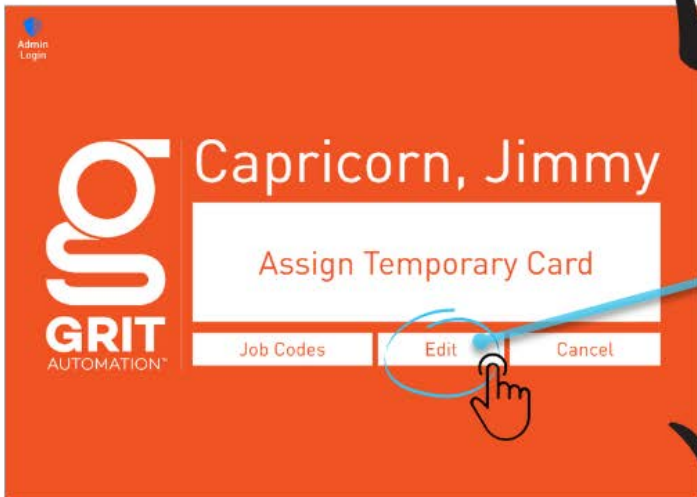 Admin
Login
Capricorn, Jimmy
Assign Temporary Card
GRIT
AUTOMATION™
Job Codes
Edit
Cancel